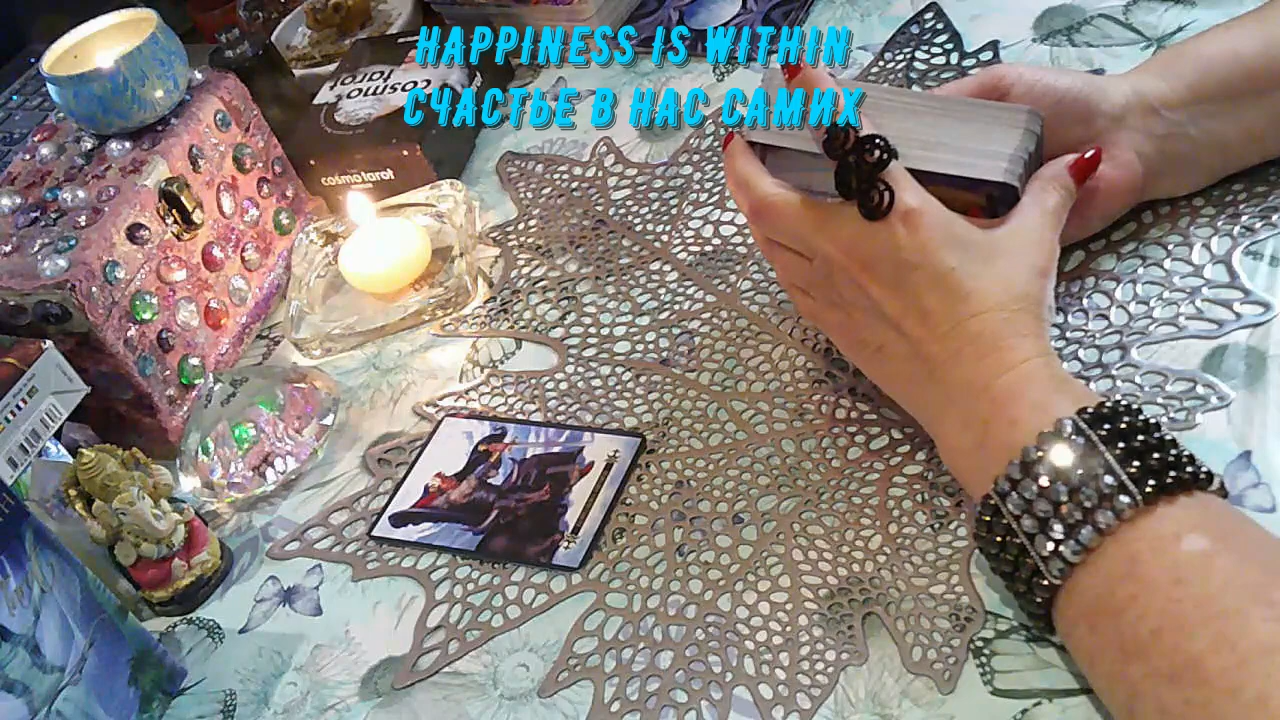 HAPPINESS IS WITHIN
СЧАСТЬЕ В НАС САМИХ
cosmo
tarot
cosmo tarot